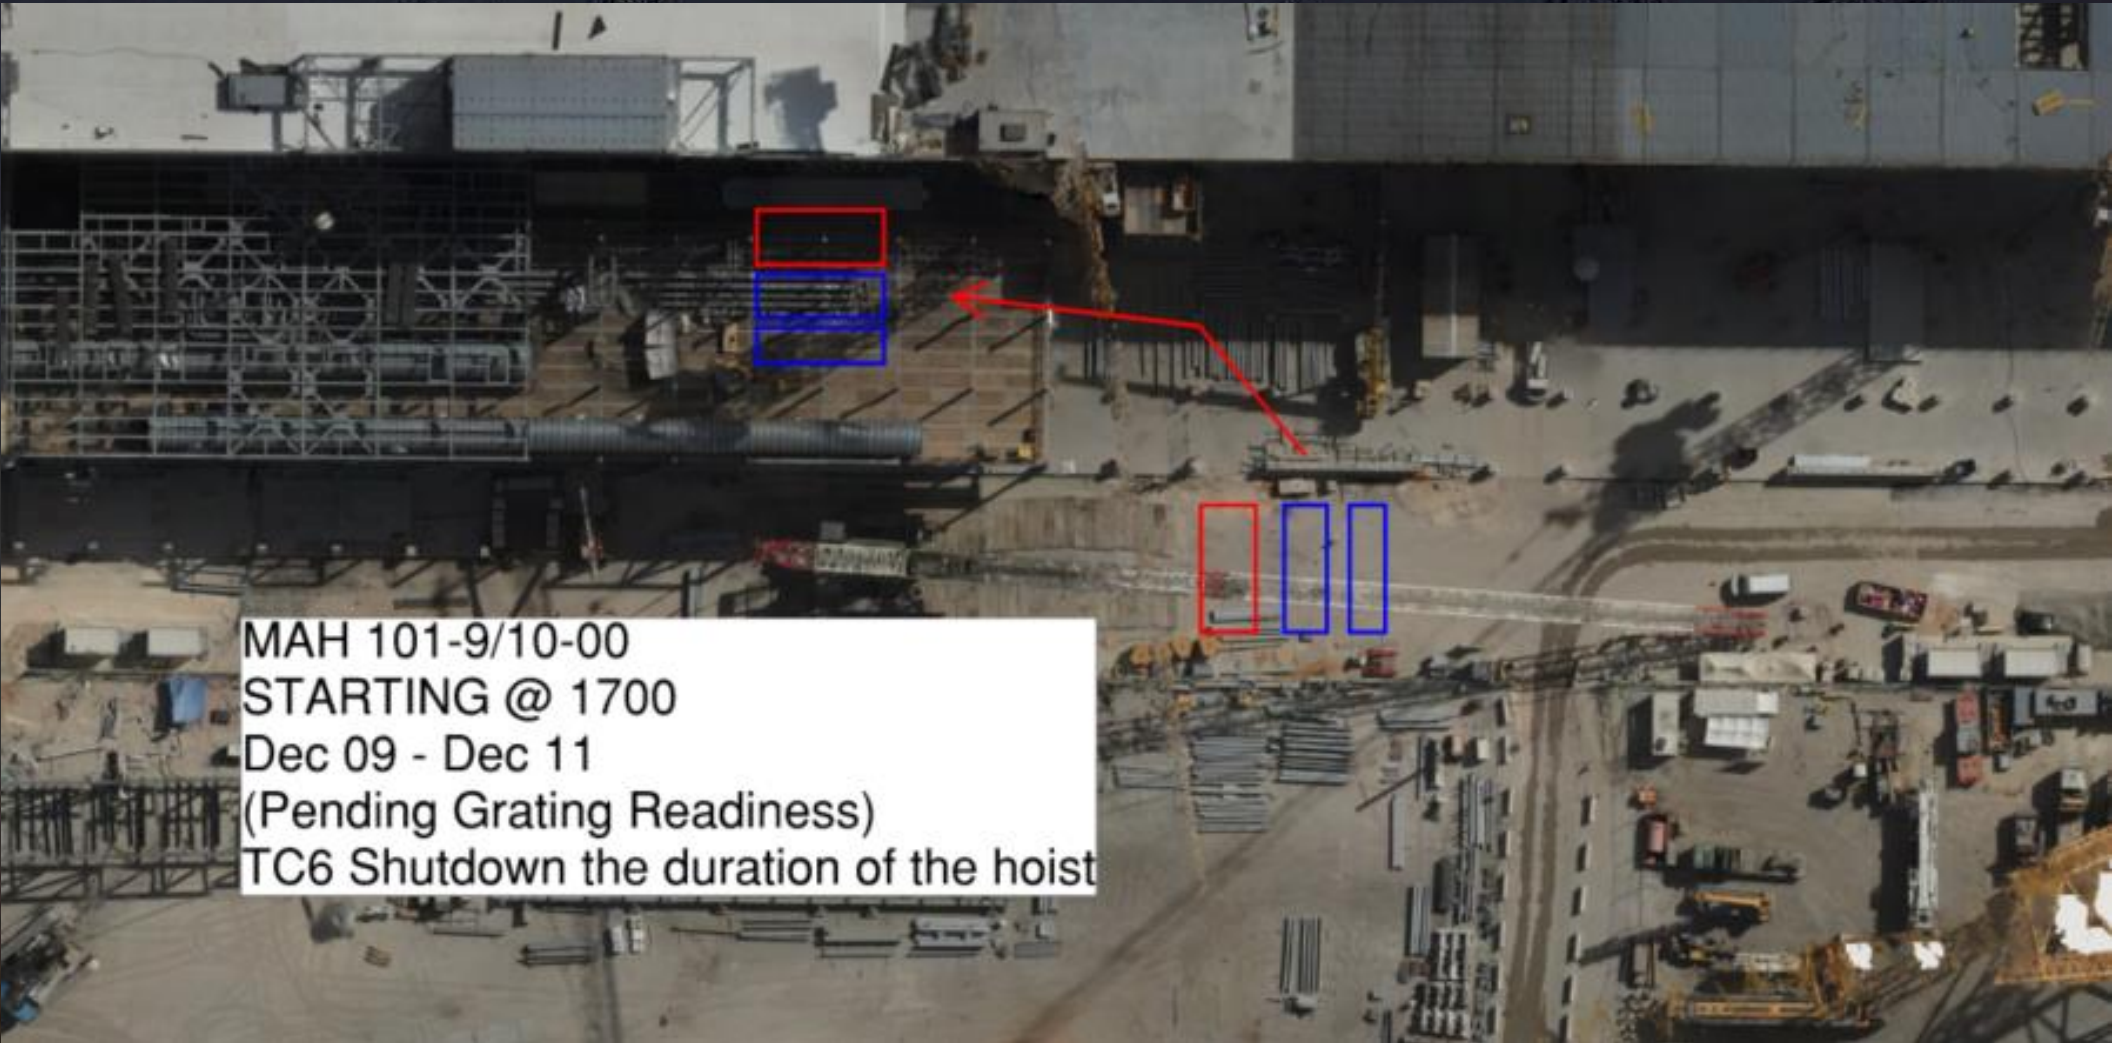 MAH 101-9/10-00
STARTING @ 1700
Dec 09 - Dec 11
(Pending Grating Readiness)
TC6 Shutdown the duration of the hoist